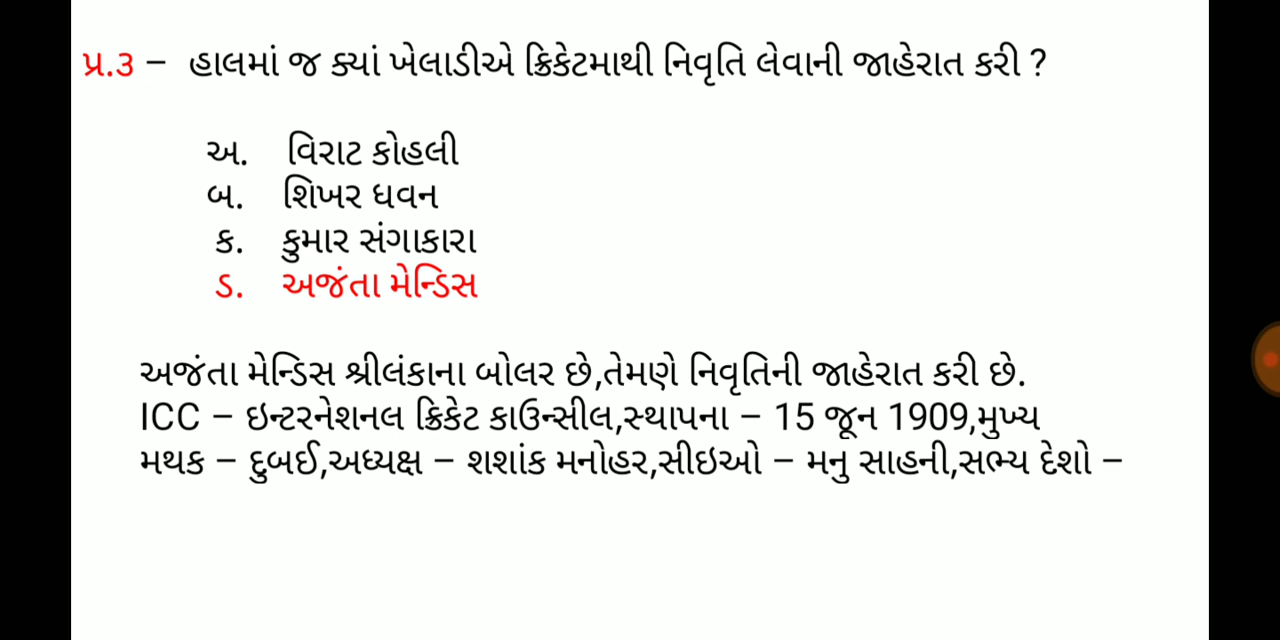 પ્ર.૩ – હાલમાં જ ક્યાં ખેલાડીએ ક્રિકેટમાથી નિવૃતિ લેવાની જાહેરાત કરી ?
અ. વિરાટ કોહલી
બ. શિખર ધવન
ક. કુમાર સંગાકારા
ડ. અજંતા મેન્ડિસ
અજંતા મેન્ડિસ શ્રીલંકાના બોલર છે,તેમણે નિવૃતિની જાહેરાત કરી છે.
ICC – ઇન્ટરનેશનલ ક્રિકેટ કાઉન્સીલ,સ્થાપના – 15 જૂન 1909,મુખ્ય
મથક – દુબઈ,અધ્યક્ષ – શશાંક મનોહર,સીઇઓ – મનુ સાહની,સભ્ય દેશો –